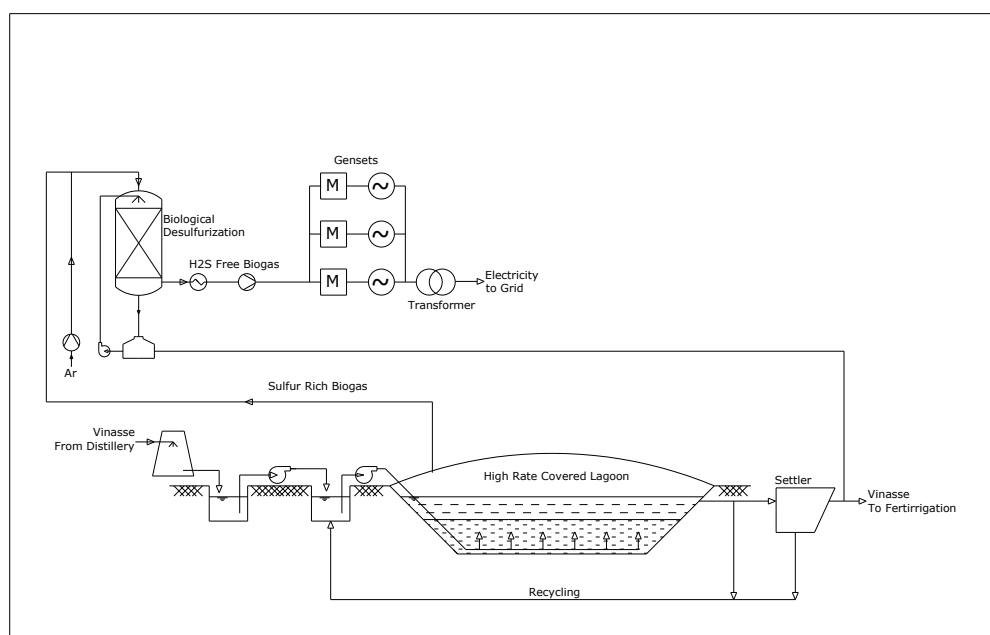 Gensets
M
M
M
Biological
Desulfurization
H2S Free Biogas
Electricity
to Grid
Transformer
Ar
Sulfur Rich Biogas
Vinasse
From Distillery
High Rate Covered Lagoon
Settler
Vinasse
To Fertirrigation
Recycling